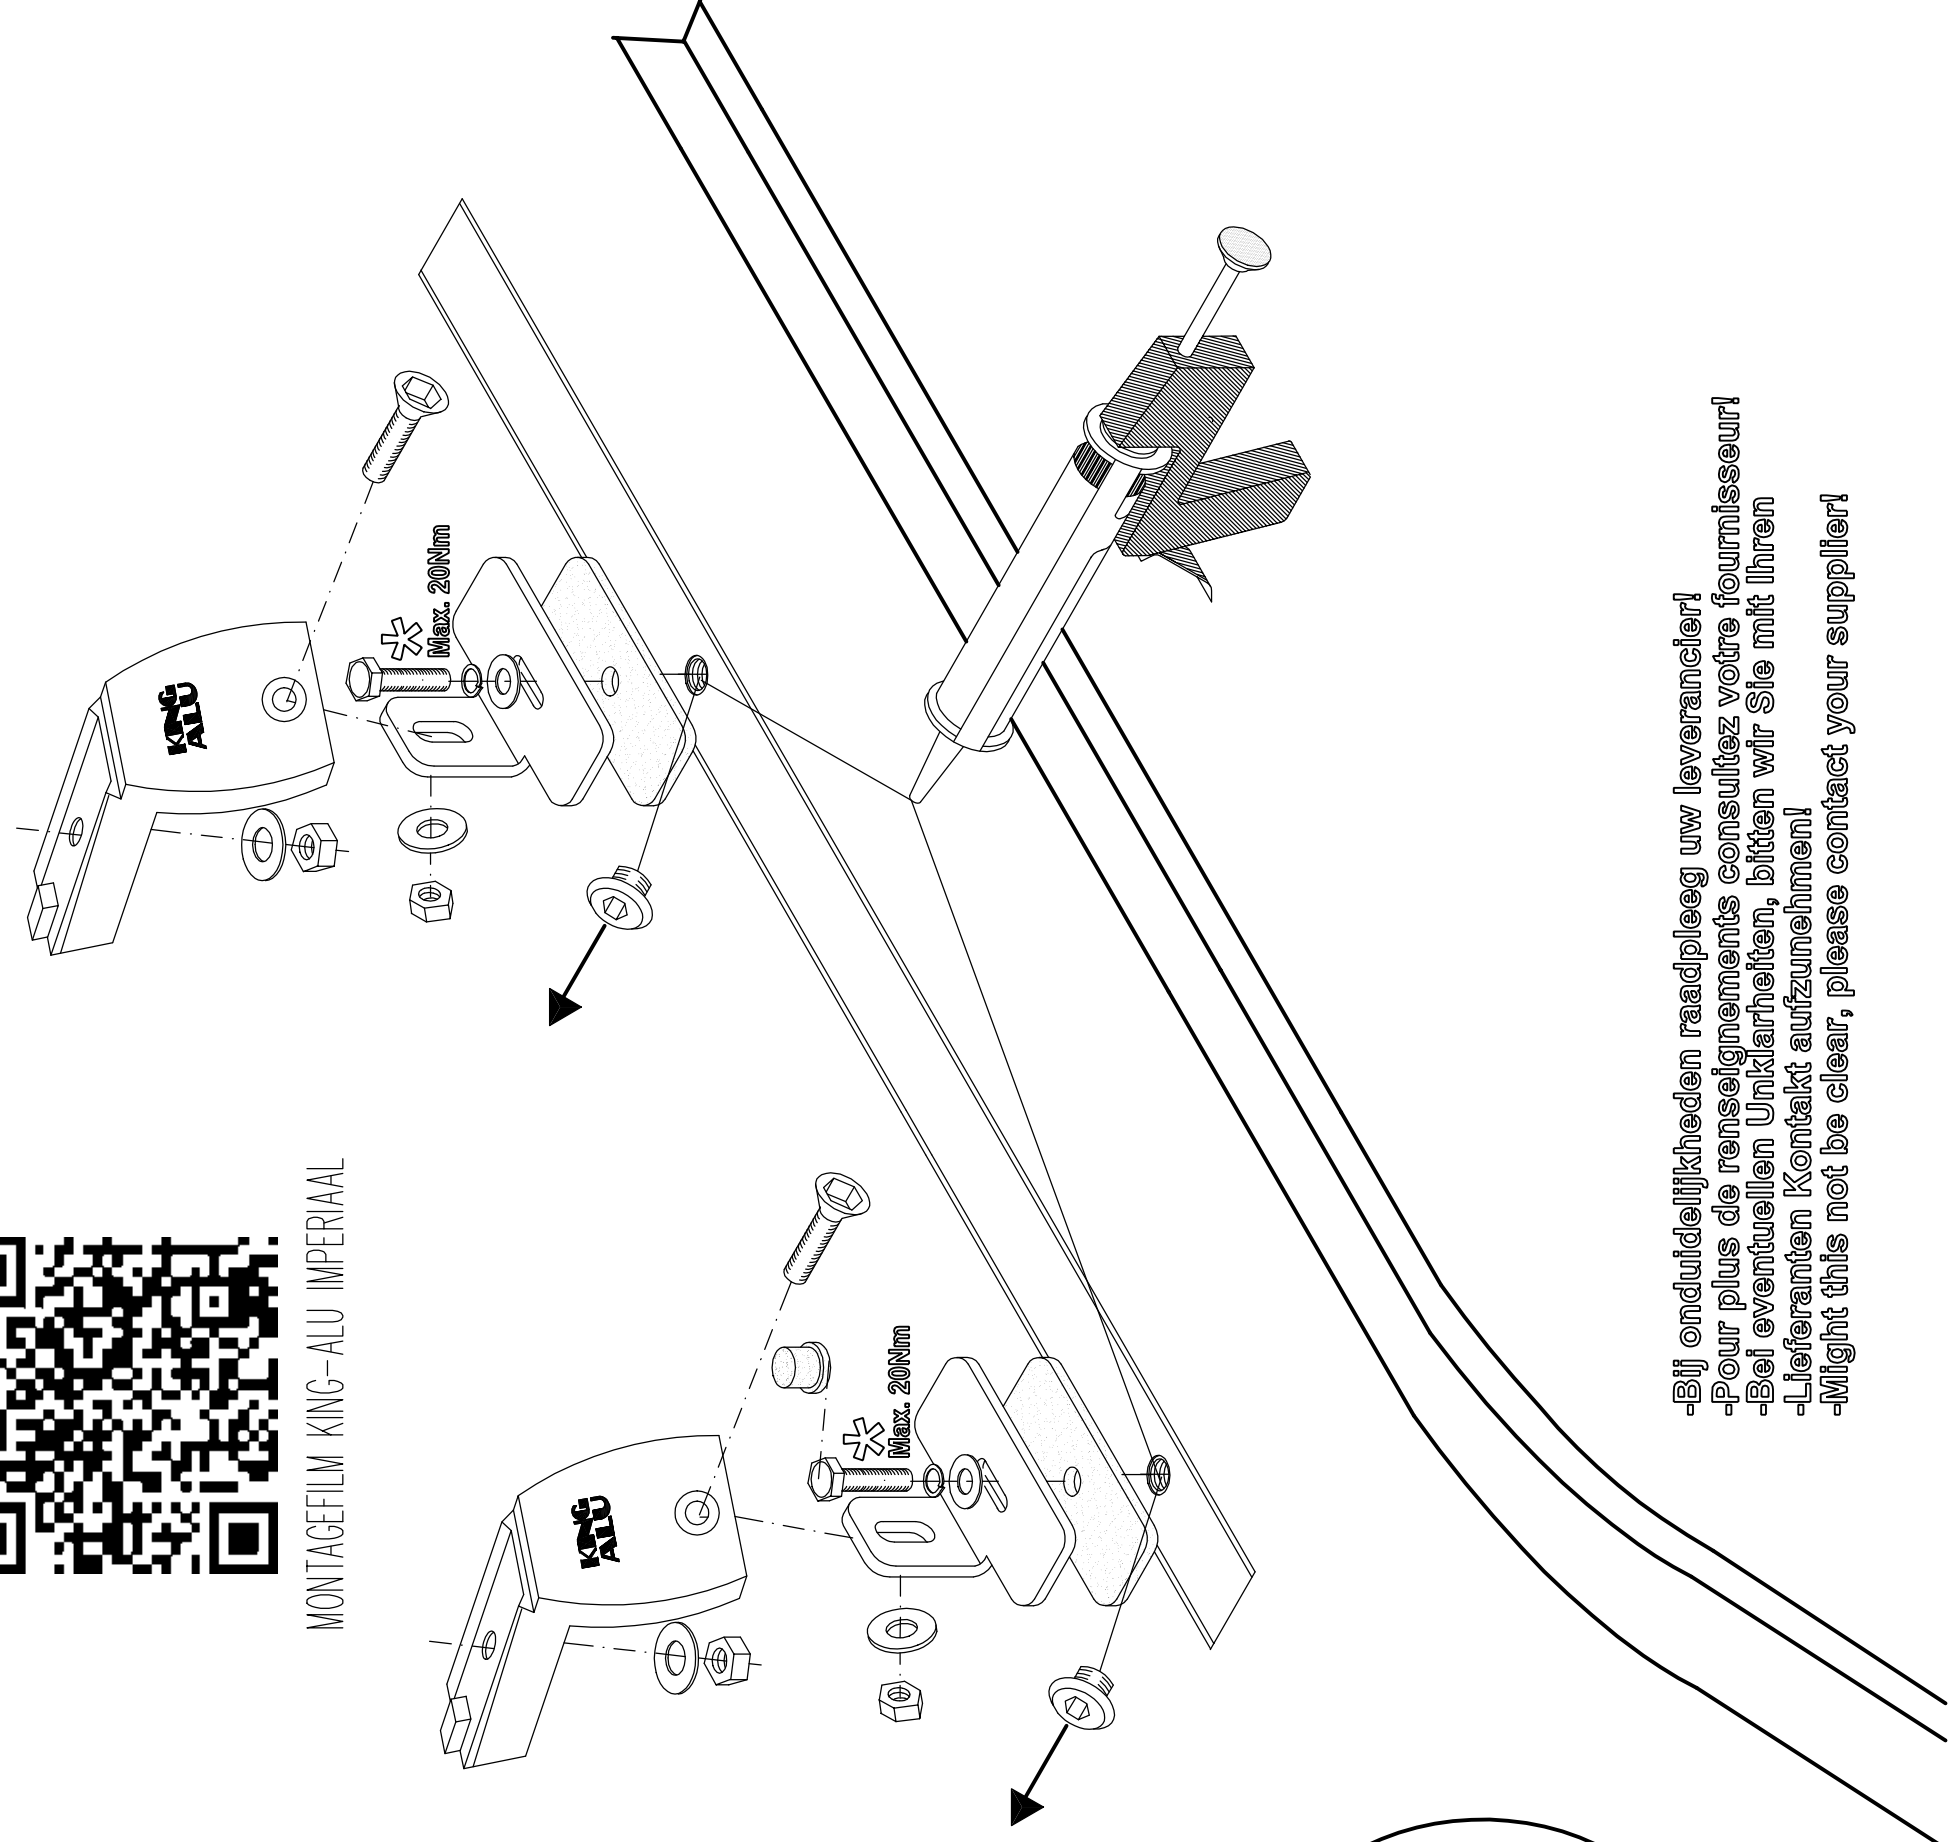 KING
ALU
Max. 20Nm
MONTAGEFILM KING-ALU IMPERIAAL
KING
ALU
Max. 20Nm
-Bij onduidelijkheden raadpleeg uw leverancier!
-Pour plus de renseignements consultez votre fournisseur!
-Bei eventuellen Unklarheiten, bitten wir Sie mit Ihren
-Lieferanten Kontakt aufzunehmen!
-Might this not be clear, please contact your supplier!